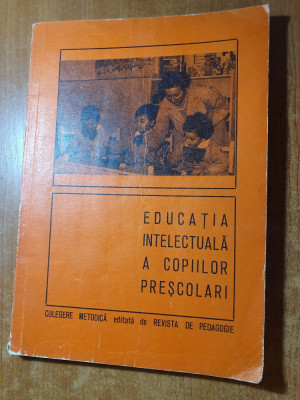 EDUCAȚIA
INTELECTUALĂ
A COPIILOR
PREȘCOLARI
CULEGERE METODICĂ editată de REVISTA DE PEDAGOGIE